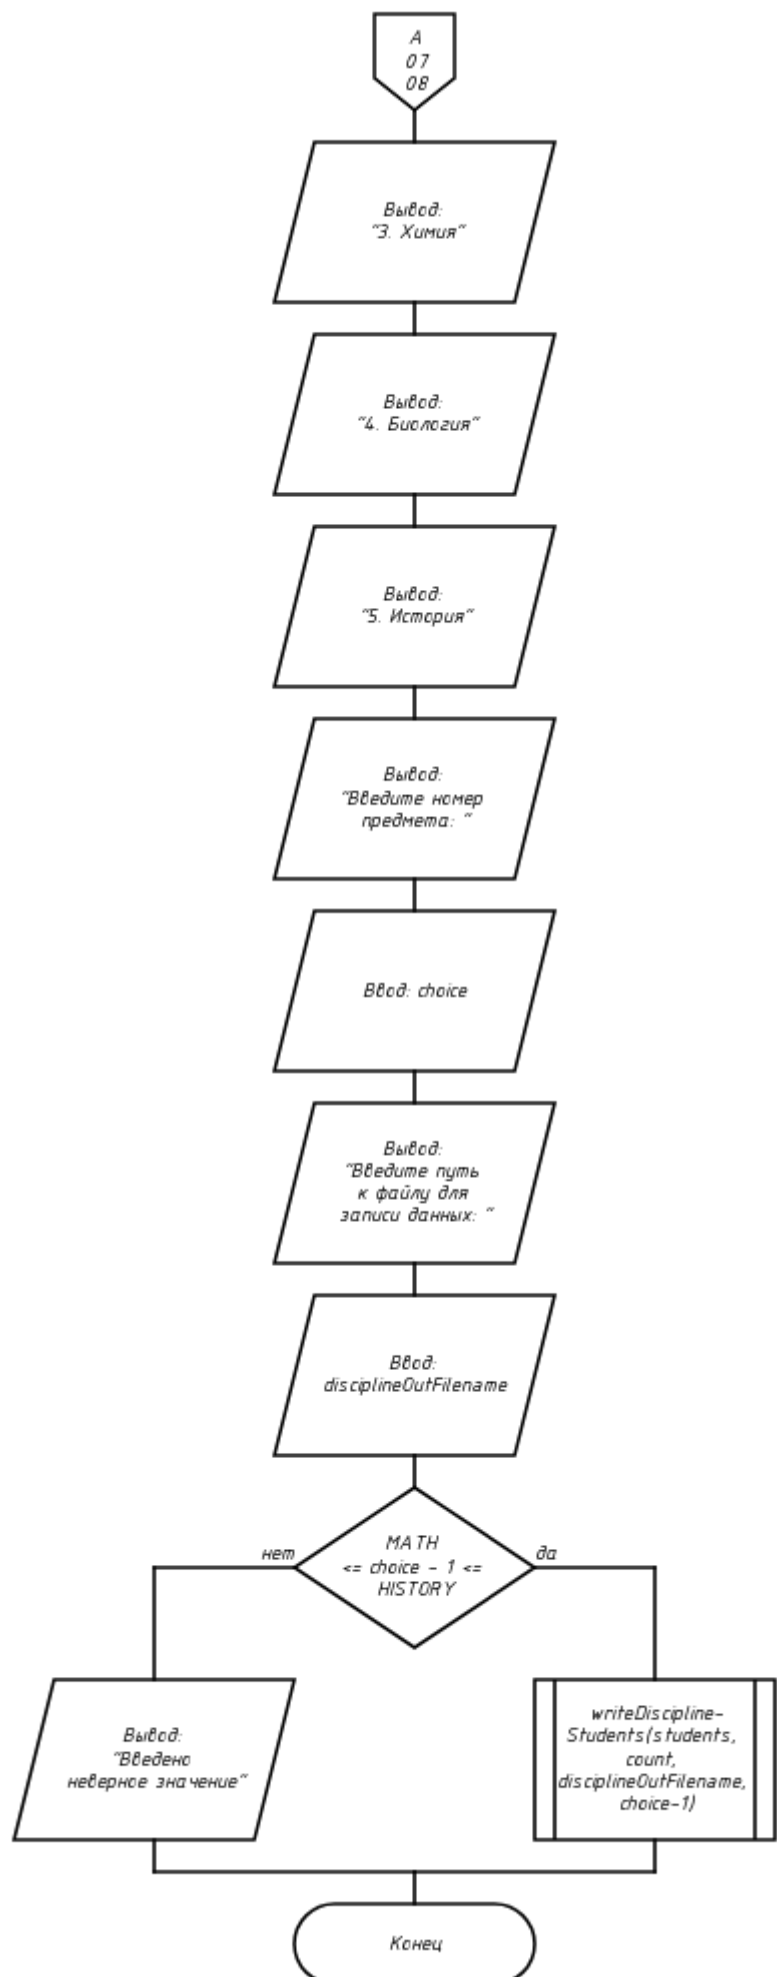 А
07
08
Вывод:
"3. Химия"
Вывод:
"4. Биология"
Вывод:
"5. История"
Вывод:
"Введите номер
предмета: "
Ввод: choice
Вывод:
"Введите путь
к файлу для
записи данных: "
Ввод:
disciplineOutFilename
нет
MATH
<= choice - 1 <=
HISTORY
да
Вывод:
"Введено
неверное значение"
writeDiscipline-
Students(students,
count,
disciplineOutFilename,
choice-1)
Конец